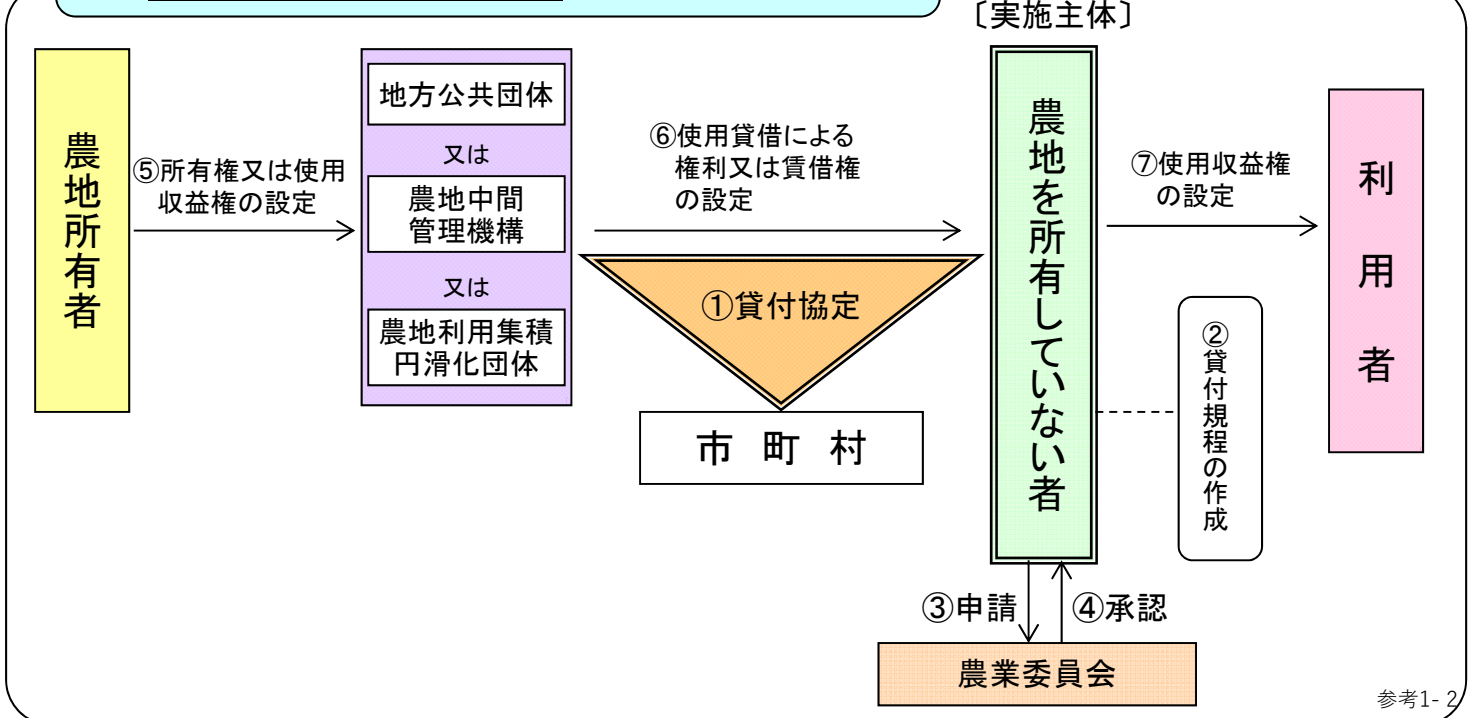 〔実施主体〕
農地所有者
⑤所有権又は使用
収益権の設定
地方公共団体
又は
農地中間
管理機構
又は
農地利用集積
円滑化団体
⑥使用貸借による
権利又は賃借権
の設定
①貸付協定
市町村
農地を所有していない者
⑦使用収益権
の設定
②貸付規程の作成
利用者
③申請
④承認
農業委員会
参考1-2